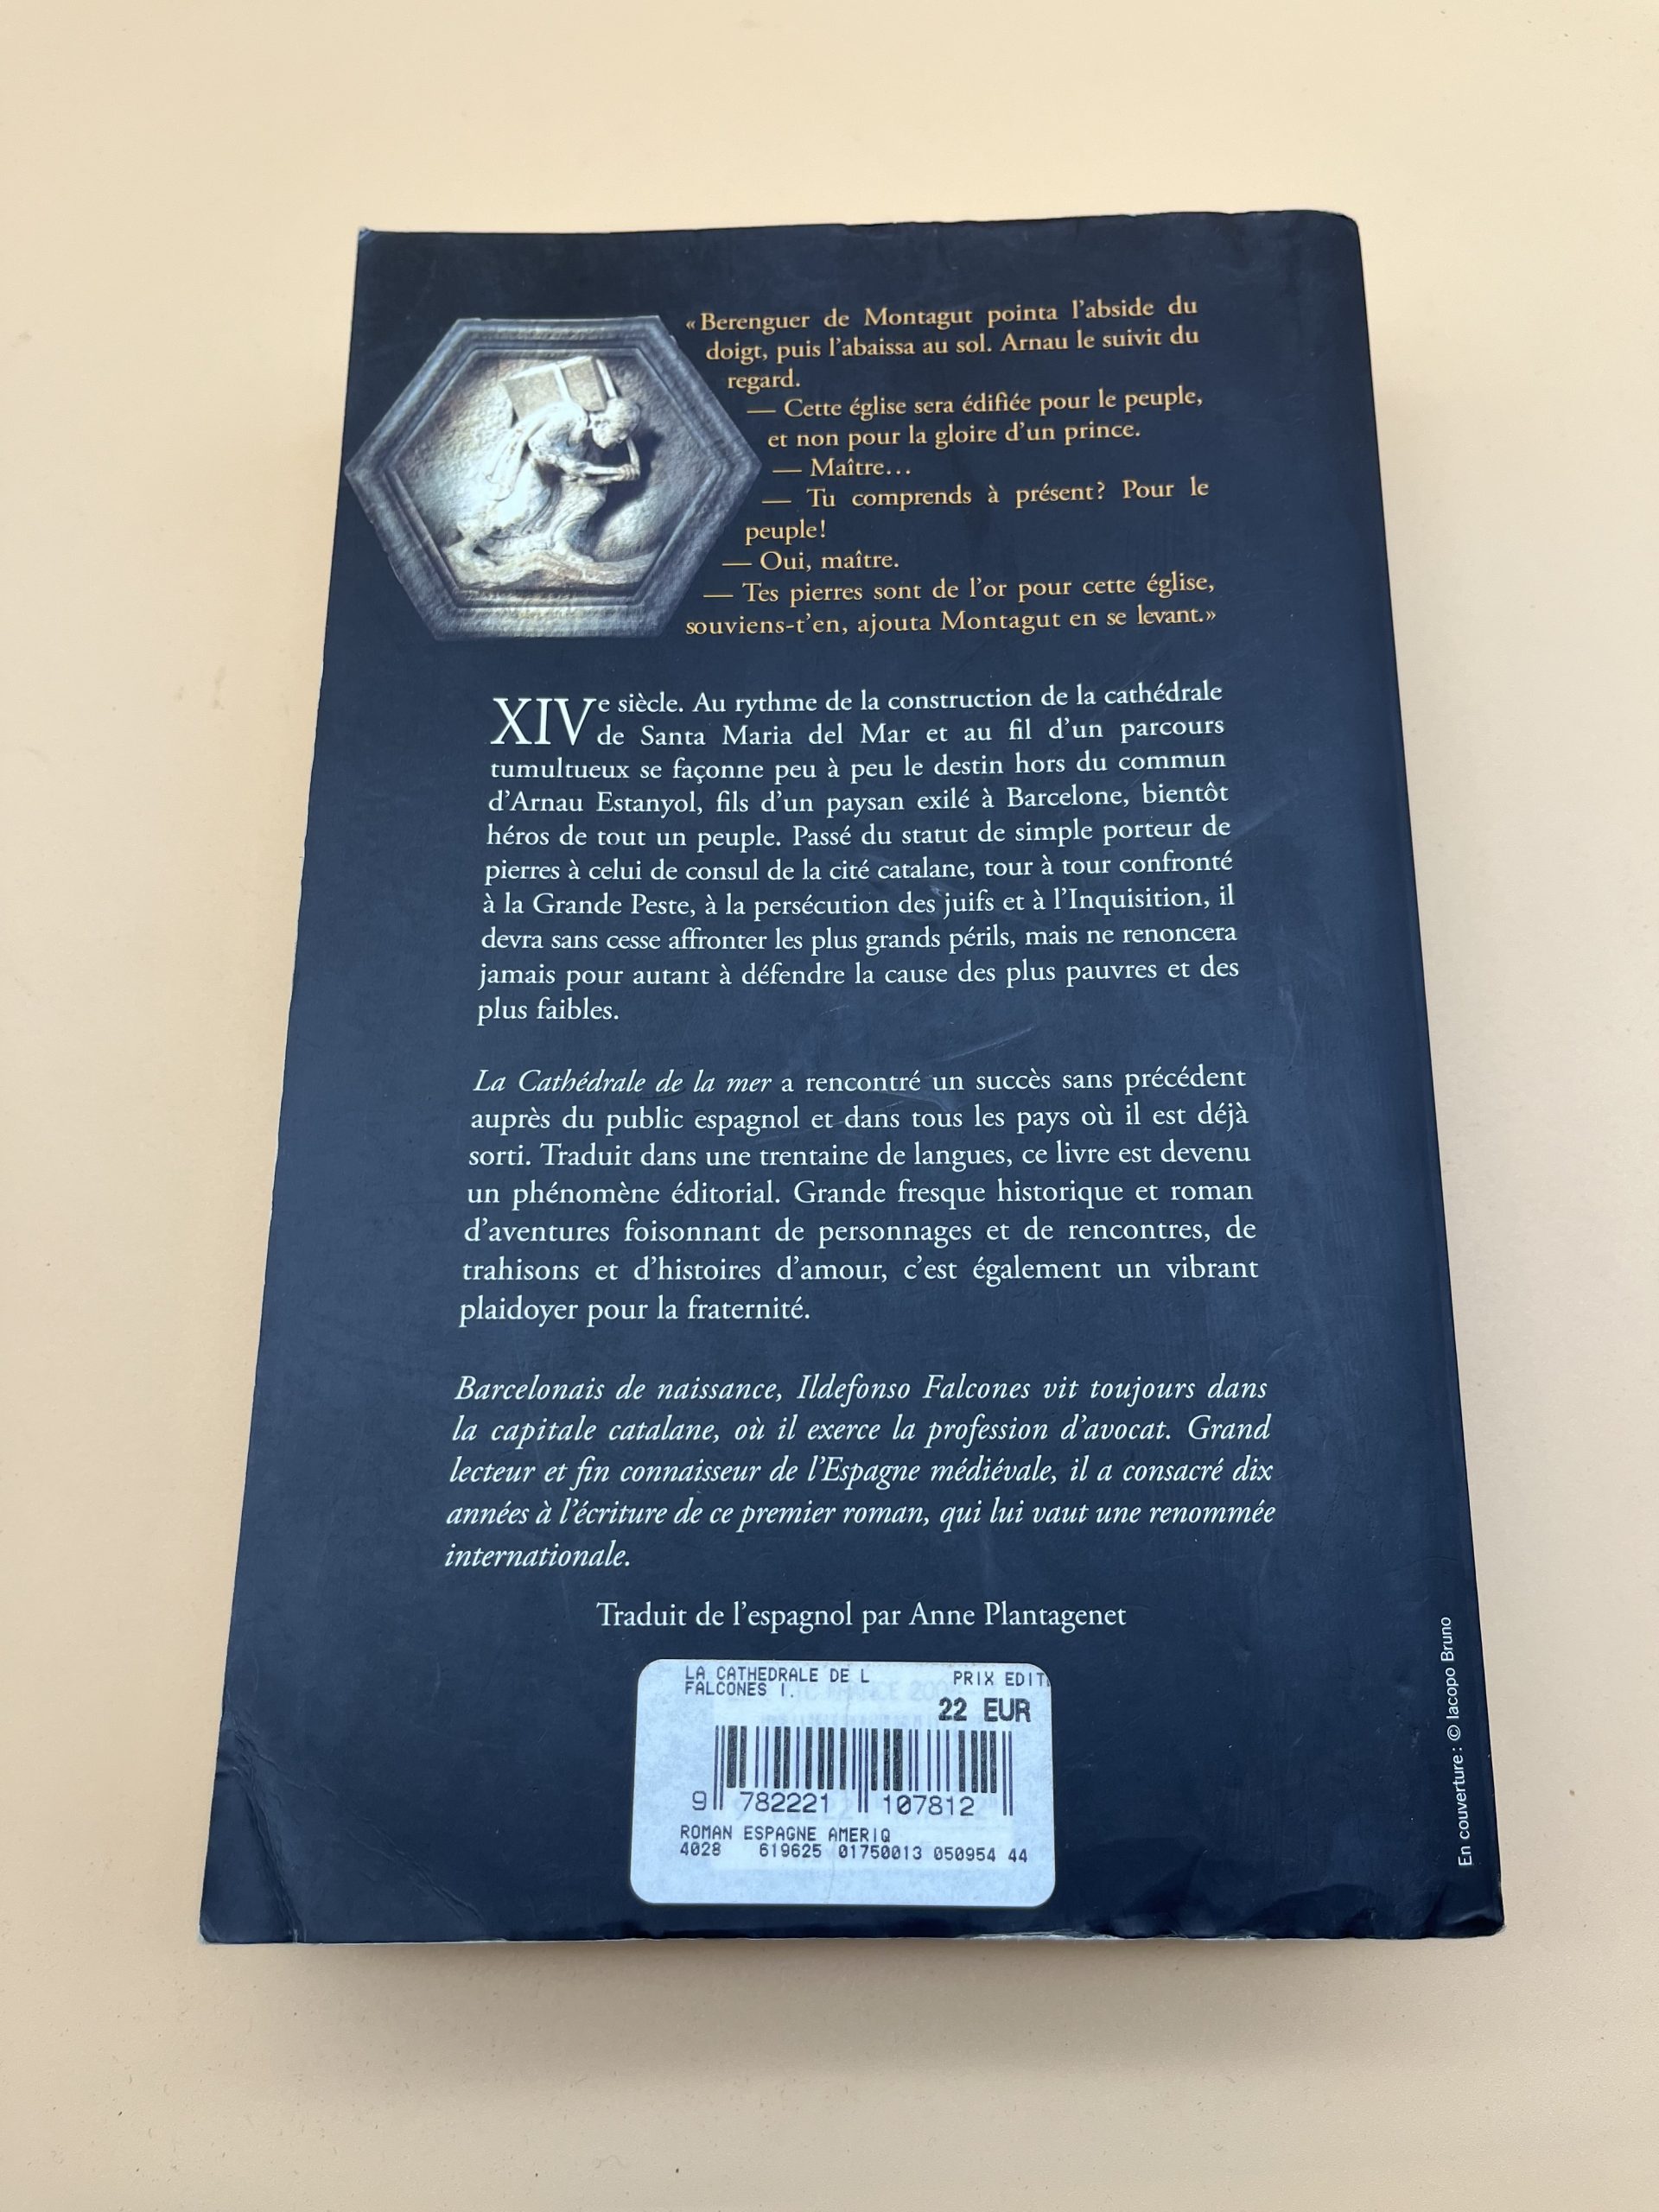 « Berenguer de Montagut pointa l'abside du
doigt, puis l'abaissa au sol. Arnau le suivit du
regard.
— Cette église sera édifiée pour le peuple,
et non pour la gloire d'un prince.
— Maître…
— Tu comprends à présent? Pour le
peuple!
— Oui, maître.
— Tes pierres sont de l'or pour cette église,
souviens-t'en, ajouta Montagut en se levant.»
XIVe siècle. Au rythme de la construction de la cathédrale
de Santa Maria del Mar et au fil d'un parcours
tumultueux se façonne peu à peu le destin hors du commun
d'Arnau Estanyol, fils d'un paysan exilé à Barcelone, bientôt
héros de tout un peuple. Passé du statut de simple porteur de
pierres à celui de consul de la cité catalane, tour à tour confronté
à la Grande Peste, à la persécution des juifs et à l'Inquisition, il
devra sans cesse affronter les plus grands périls, mais ne renoncera
jamais pour autant à défendre la cause des plus pauvres et des
plus faibles.
La Cathédrale de la mer a rencontré un succès sans précédent
auprès du public espagnol et dans tous les pays où il est déjà
sorti. Traduit dans une trentaine de langues, ce livre est devenu
un phénomène éditorial. Grande fresque historique et roman
d'aventures foisonnant de personnages et de rencontres, de
trahisons et d'histoires d'amour, c'est également un vibrant
plaidoyer pour la fraternité.
Barcelonais de naissance, Ildefonso Falcones vit toujours dans
la capitale catalane, où il exerce la profession d'avocat. Grand
lecteur et fin connaisseur de l'Espagne médiévale, il a consacré dix
années à l'écriture de ce premier roman, qui lui vaut une renommée
internationale.
Traduit de l'espagnol par Anne Plantagenet
LA CATHEDRALE DE L PRIX EDIT
FALCONES I.
22 EUR
9 782221 107812
ROMAN ESPAGNE AMERIQ
4028 619625 01750013 050954 44
En couverture: © Iacopo Bruno